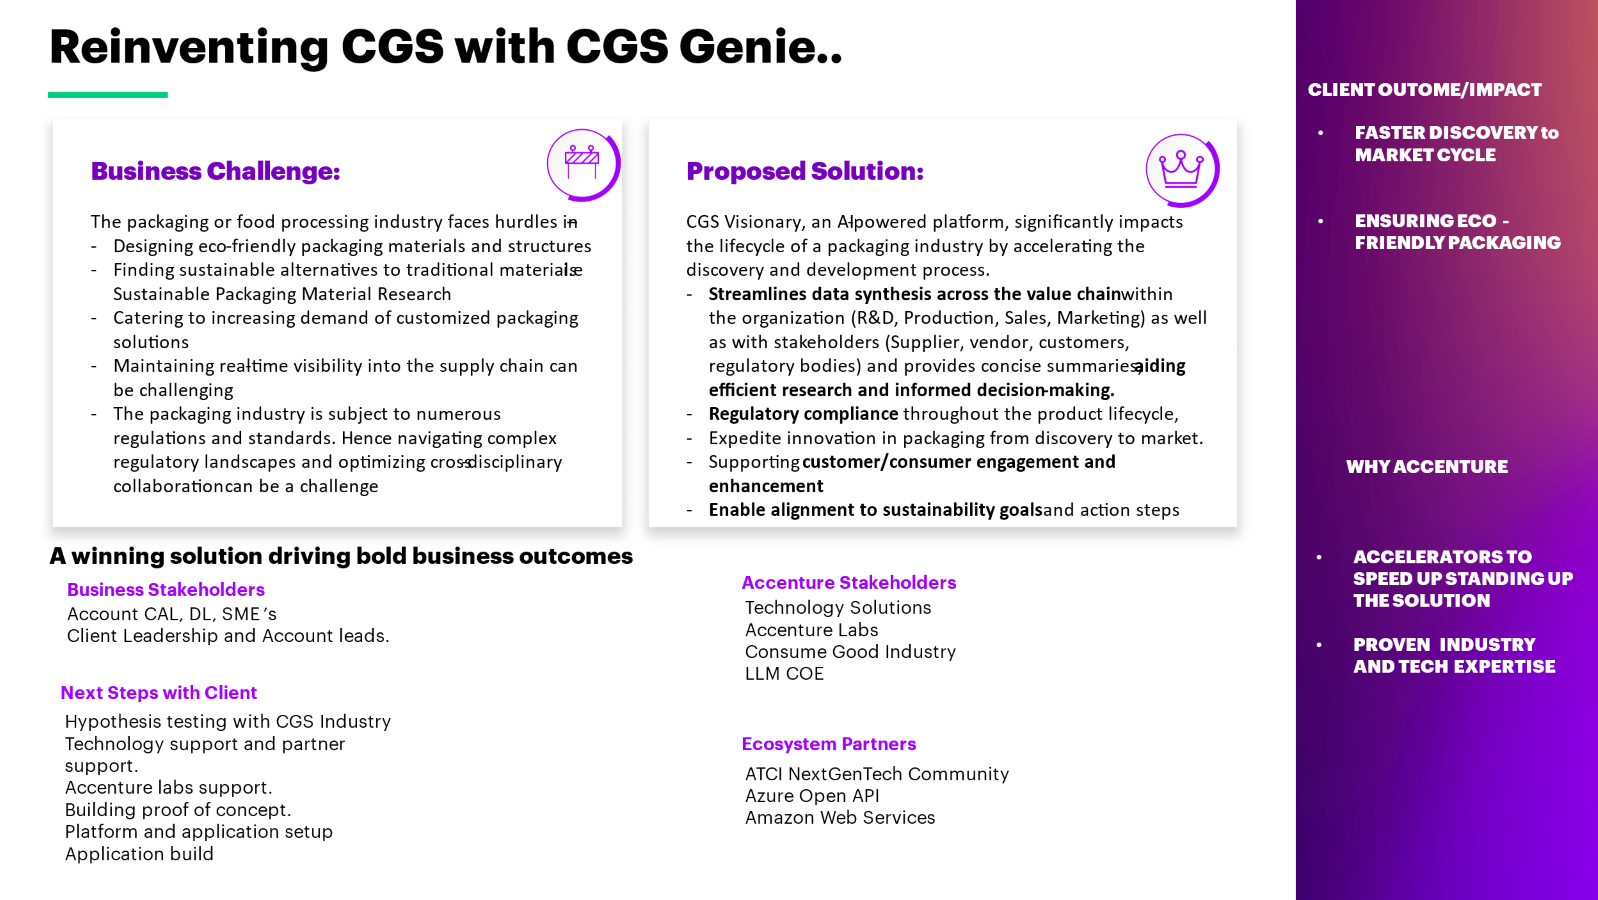 Reinventing CGS with CGS Genie..
Business Challenge:
The packaging or food processing industry faces hurdles in-
- Designing eco-friendly packaging materials and structures
- Finding sustainable alternatives to traditional materials i.e
Sustainable Packaging Material Research
- Catering to increasing demand of customized packaging
solutions
- Maintaining real-time visibility into the supply chain can
be challenging
- The packaging industry is subject to numerous
regulations and standards. Hence navigating complex
regulatory landscapes and optimizing cross-disciplinary
collaboration can be a challenge
Proposed Solution:
CGS Visionary, an AI-powered platform, significantly impacts
the lifecycle of a packaging industry by accelerating the
discovery and development process.
- Streamlines data synthesis across the value chain within
the organization (R&D, Production, Sales, Marketing) as well
as with stakeholders (Supplier, vendor, customers,
regulatory bodies) and provides concise summaries, aiding
efficient research and informed decision-making.
- Regulatory compliance throughout the product lifecycle,
- Expedite innovation in packaging from discovery to market.
- Supporting customer/consumer engagement and
enhancement
- Enable alignment to sustainability goals and action steps
A winning solution driving bold business outcomes
Business Stakeholders
Account CAL, DL, SME's
Client Leadership and Account leads.
Next Steps with Client
Hypothesis testing with CGS Industry
Technology support and partner
support.
Accenture labs support.
Building proof of concept.
Platform and application setup
Application build
Accenture Stakeholders
Technology Solutions
Accenture Labs
Consume Good Industry
LLM COE
Ecosystem Partners
ATCI NextGenTech Community
Azure Open API
Amazon Web Services
CLIENT OUTOME/IMPACT
• FASTER DISCOVERY to
MARKET CYCLE
• ENSURING ECO -
FRIENDLY PACKAGING
WHY ACCENTURE
• ACCELERATORS TO
SPEED UP STANDING UP
THE SOLUTION
• PROVEN INDUSTRY
AND TECH EXPERTISE